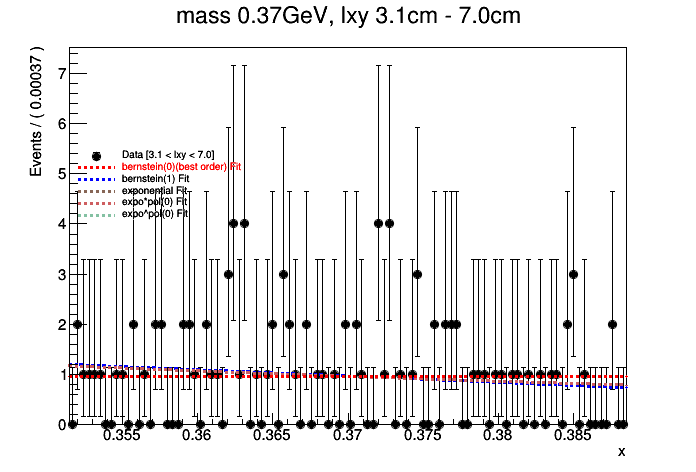 mass 0.37GeV, lxy 3.1cm - 7.0cm
Events / ( 0.00037 )
7
6
5
4
3
2
1
0
Data [3.1 < lxy < 7.0]
bernstein(0)(best order) Fit
bernstein(1) Fit
exponential Fit
expo*pol(0) Fit
expo^pol(0) Fit
0.355 0.36 0.365 0.37 0.375 0.38 0.385
x